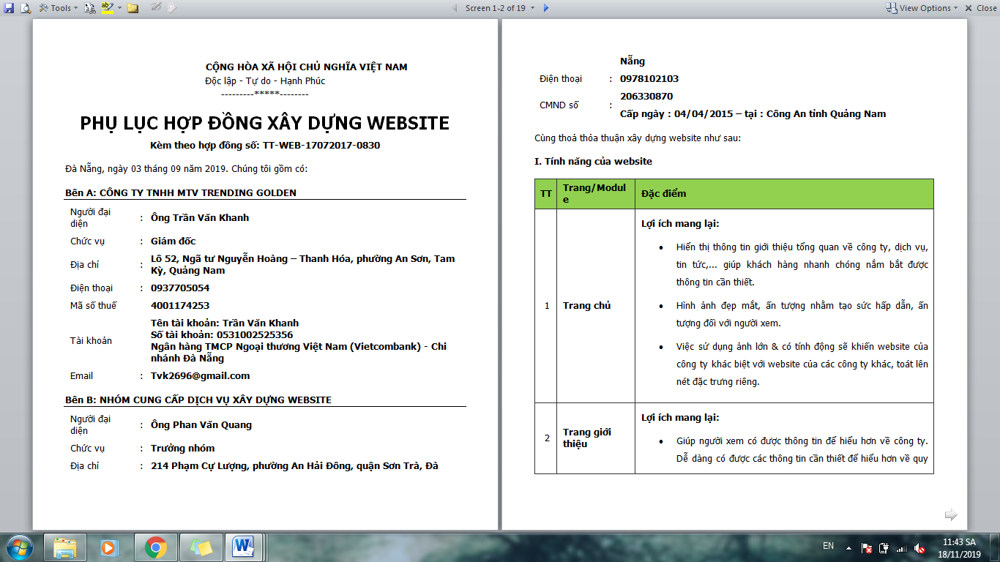 Tools
Screen 1-2 of 19
View Options
Close
CỘNG HÒA XÃ HỘI CHỦ NGHĨA VIỆT NAM
Độc lập - Tự do - Hạnh Phúc
---------*****--------
PHỤ LỤC HỢP ĐỒNG XÂY DỰNG WEBSITE
Kèm theo hợp đồng số: TT-WEB-17072017-0830
Đà Nẵng, ngày 03 tháng 09 năm 2019. Chúng tôi gồm có:
Bên A: CÔNG TY TNHH MTV TRENDING GOLDEN
Người đại
diện : Ông Trần Văn Khanh
Chức vụ : Giám đốc
Địa chỉ : Lô 52, Ngã tư Nguyễn Hoàng – Thanh Hóa, phường An Sơn, Tam
Kỳ, Quảng Nam
Điện thoại : 0937705054
Mã số thuế 4001174253
Tên tài khoản: Trần Văn Khanh
Số tài khoản: 0531002525356
Tài khoản : Ngân hàng TMCP Ngoại thương Việt Nam (Vietcombank) - Chi
nhánh Đà Nẵng
Email : Tvk2696@gmail.com
Bên B: NHÓM CUNG CẤP DỊCH VỤ XÂY DỰNG WEBSITE
Người đại
diện : Ông Phan Văn Quang
Chức vụ : Trưởng nhóm
Địa chỉ : 214 Phạm Cự Lượng, phường An Hải Đông, quận Sơn Trà, Đà
Nẵng
Điện thoại : 0978102103
CMND số : 206330870
Cấp ngày : 04/04/2015 – tại : Công An tỉnh Quảng Nam
Cùng thoả thỏa thuận xây dựng website như sau:
I. Tính năng của website
TT Trang/Modul
e Đặc điểm
1 Trang chủ
Lợi ích mang lại:
• Hiển thị thông tin giới thiệu tổng quan về công ty, dịch vụ,
tin tức,... giúp khách hàng nhanh chóng nắm bắt được
thông tin cần thiết.
• Hình ảnh đẹp mắt, ấn tượng nhằm tạo sức hấp dẫn, ấn
tượng đối với người xem.
• Việc sử dụng ảnh lớn & có tính động sẽ khiến website của
công ty khác biệt với website của các công ty khác, toát lên
nét đặc trưng riêng.
2 Trang giới
thiệu
Lợi ích mang lại:
• Giúp người xem có được thông tin để hiểu hơn về công ty.
Dễ dàng có được các thông tin cần thiết để hiểu hơn về quy
EN
11:43 SA
18/11/2019